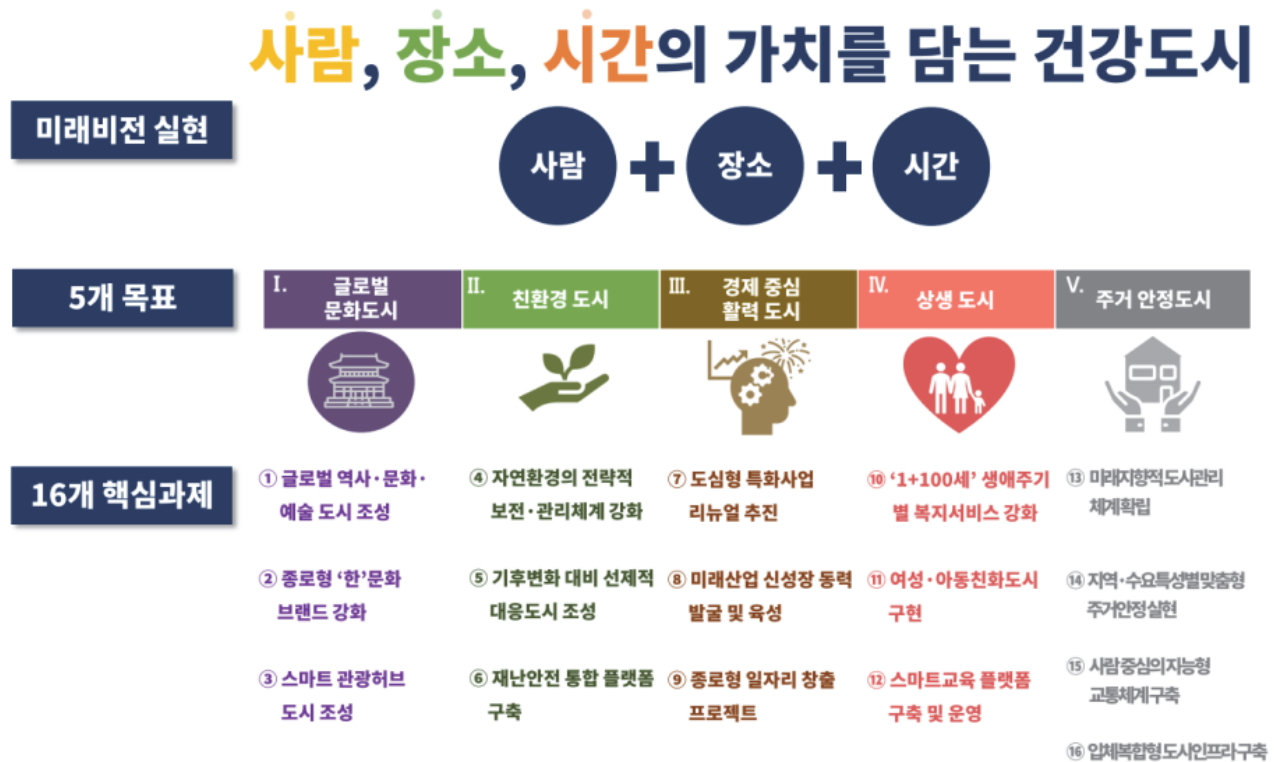 사람, 장소, 시간의 가치를 담는 건강도시
미래비전 실현
사람 + 장소 + 시간
5개 목표
I. 글로벌
문화도시
II. 친환경 도시
III. 경제 중심
활력 도시
IV. 상생 도시
V. 주거 안정도시
16개 핵심과제
① 글로벌 역사·문화·
예술 도시 조성
② 종로형 ‘한’문화
브랜드 강화
③ 스마트 관광허브
도시 조성
④ 자연환경의 전략적
보전·관리체계 강화
⑤ 기후변화 대비 선제적
대응도시 조성
⑥ 재난안전 통합 플랫폼
구축
⑦ 도심형 특화사업
리뉴얼 추진
⑧ 미래산업 신성장 동력
발굴 및 육성
⑨ 종로형 일자리 창출
프로젝트
⑩ ‘1+100세’ 생애주기
별 복지서비스 강화
⑪ 여성·아동친화도시
구현
⑫ 스마트교육 플랫폼
구축 및 운영
⑬ 미래지향적 도시관리
체계확립
⑭ 지역·수요특성별 맞춤형
주거안정 실현
⑮ 사람 중심의 지능형
교통체계 구축
⑯ 입체복합형 도시인프라 구축